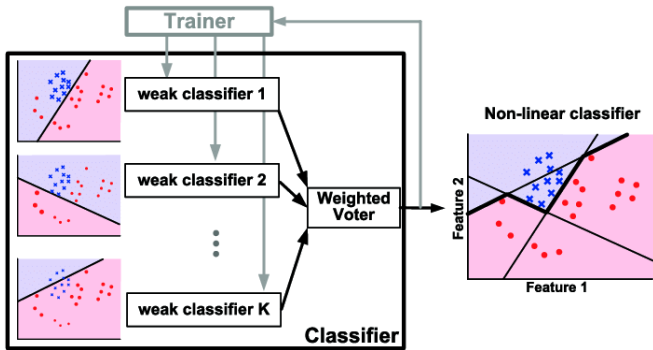 Trainer
weak classifier 1
weak classifier 2
weak classifier K
Weighted
Voter
Classifier
Non-linear classifier
Feature 2
Feature 1